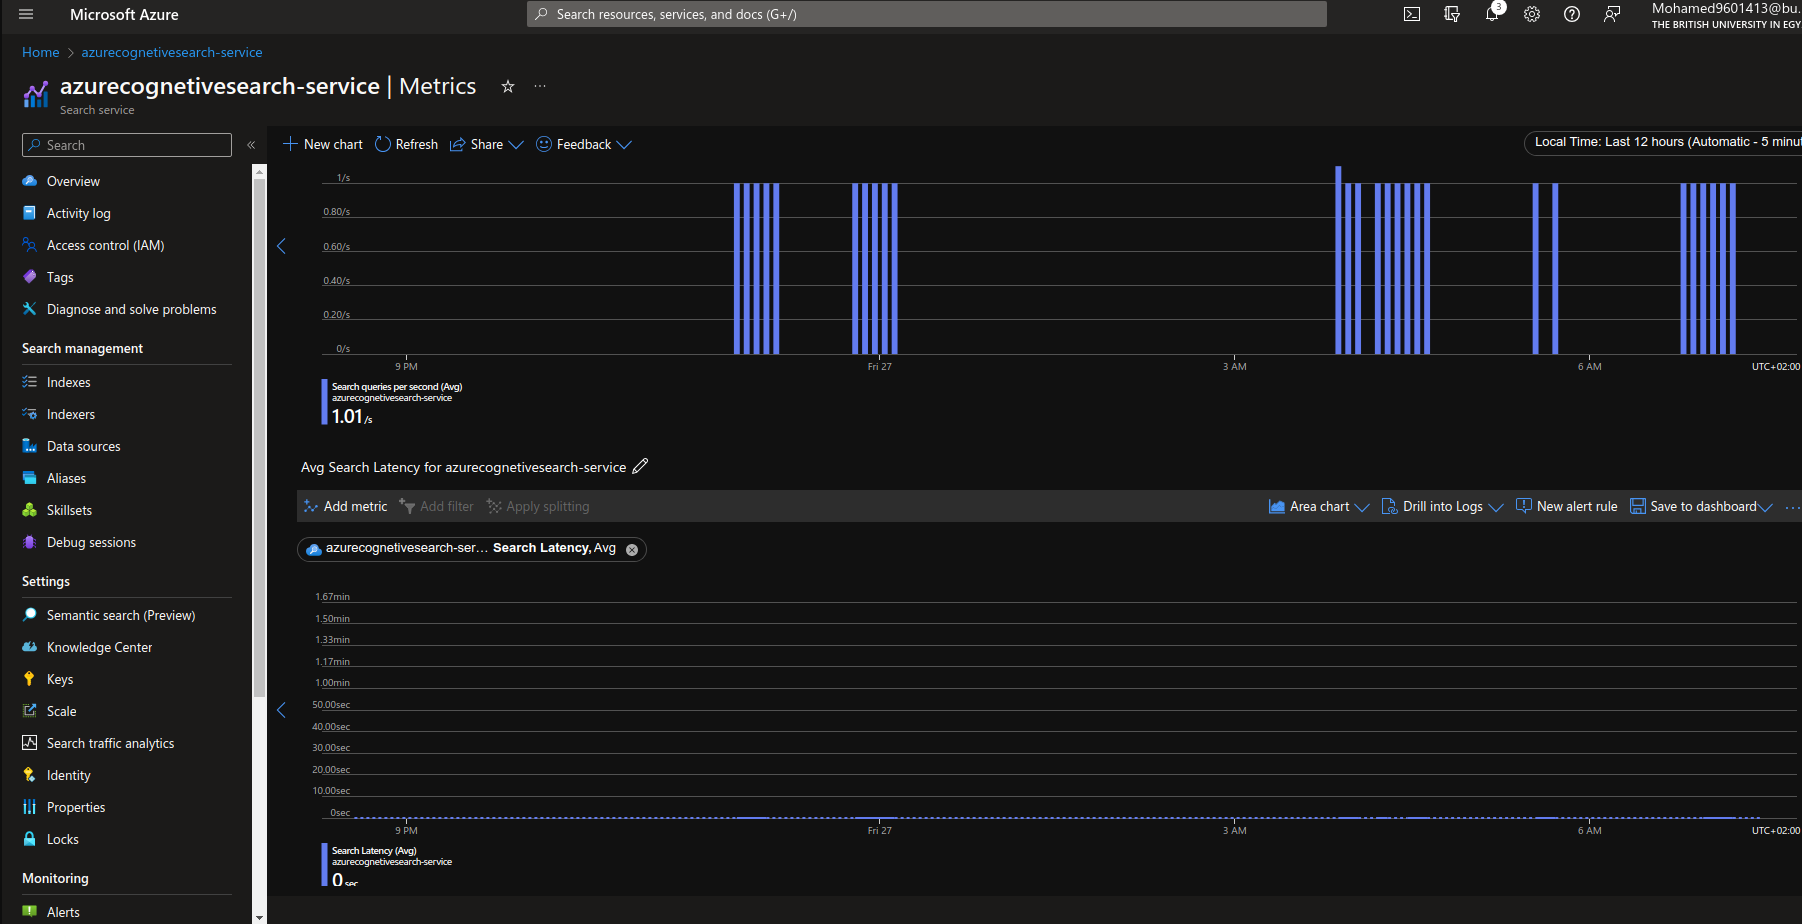 Microsoft Azure
Search resources, services, and docs (G+/)
3
Mohamed9601413@bu.
THE BRITISH UNIVERSITY IN EGY
Home > azurecognetivesearch-service
azurecognetivesearch-service | Metrics
Search service
Search
«
Overview
Activity log
Access control (IAM)
Tags
Diagnose and solve problems
Search management
Indexes
Indexers
Data sources
Aliases
Skillsets
Debug sessions
Settings
Semantic search (Preview)
Knowledge Center
Keys
Scale
Search traffic analytics
Identity
Properties
Locks
Monitoring
Alerts
New chart Refresh Share Feedback
Local Time: Last 12 hours (Automatic - 5 minut
1/s
0.80/s
0.60/s
0.40/s
0.20/s
0/s
9 PM Fri 27 3 AM 6 AM UTC+02:00
Search queries per second (Avg)
azurecognetivesearch-service
1.01 /s
Avg Search Latency for azurecognetivesearch-service
Add metric Add filter Apply splitting Area chart Drill into Logs New alert rule Save to dashboard ...
azurecognetivesearch-ser... Search Latency, Avg
1.67min
1.50min
1.33min
1.17min
1.00min
50.00sec
40.00sec
30.00sec
20.00sec
10.00sec
0sec
9 PM Fri 27 3 AM 6 AM UTC+02:00
Search Latency (Avg)
azurecognetivesearch-service
0 sec